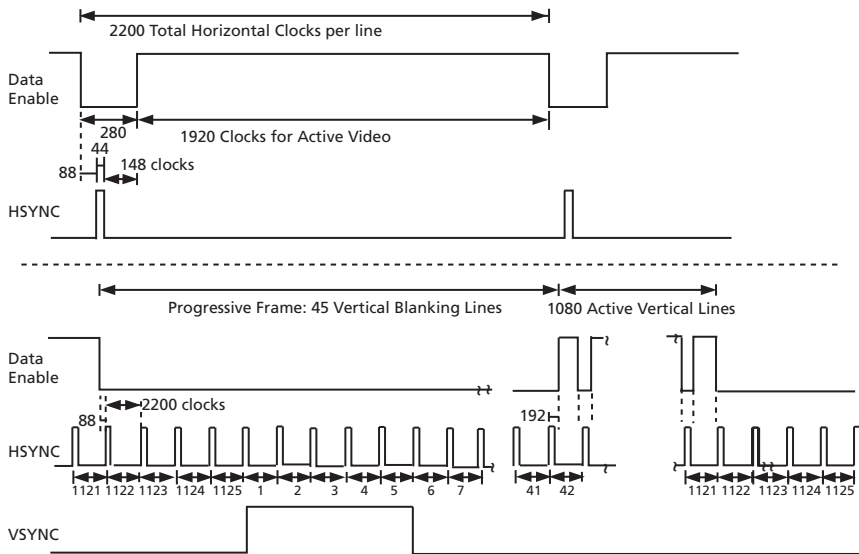 2200 Total Horizontal Clocks per line
Data
Enable
280
1920 Clocks for Active Video
44
148 clocks
88
HSYNC
Progressive Frame: 45 Vertical Blanking Lines
1080 Active Vertical Lines
Data
Enable
2200 clocks
88
192
HSYNC
1121 1122 1123 1124 1125 1 2 3 4 5 6 7 41 42 1121 1122 1123 1124 1125
VSYNC